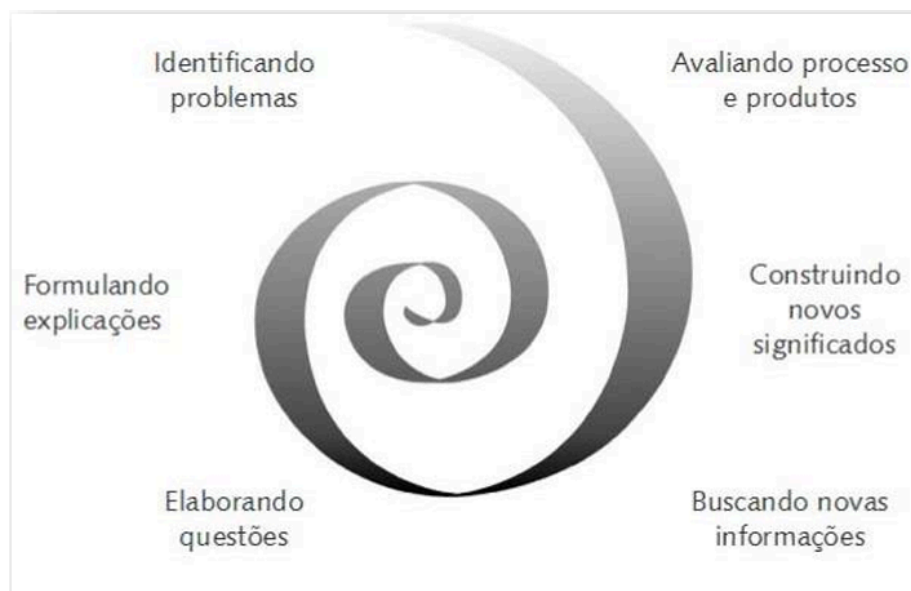 Identificando
problemas
Avaliando processo
e produtos
Formulando
explicações
Construindo
novos
significados
Elaborando
questões
Buscando novas
informações